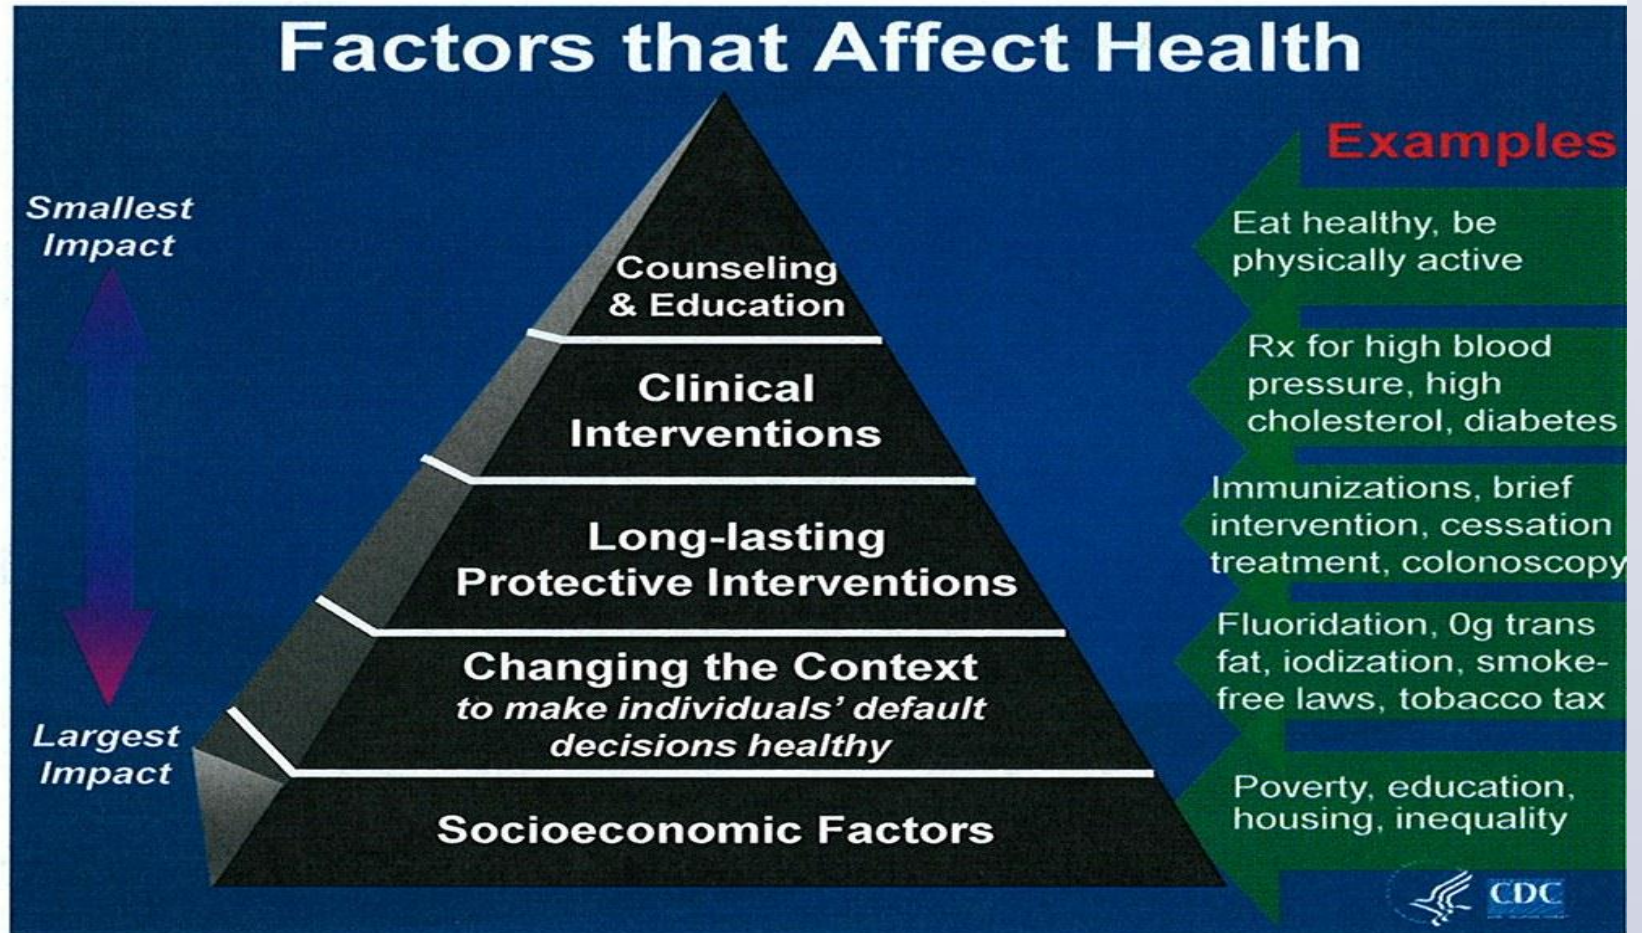 Factors that Affect Health
Examples
Smallest
Impact
Largest
Impact
Counseling
& Education
Clinical
Interventions
Long-lasting
Protective Interventions
Changing the Context
to make individuals’ default
decisions healthy
Socioeconomic Factors
Eat healthy, be
physically active
Rx for high blood
pressure, high
cholesterol, diabetes
Immunizations, brief
intervention, cessation
treatment, colonoscopy
Fluoridation, 0g trans
fat, iodization, smoke-
free laws, tobacco tax
Poverty, education,
housing, inequality
CDC